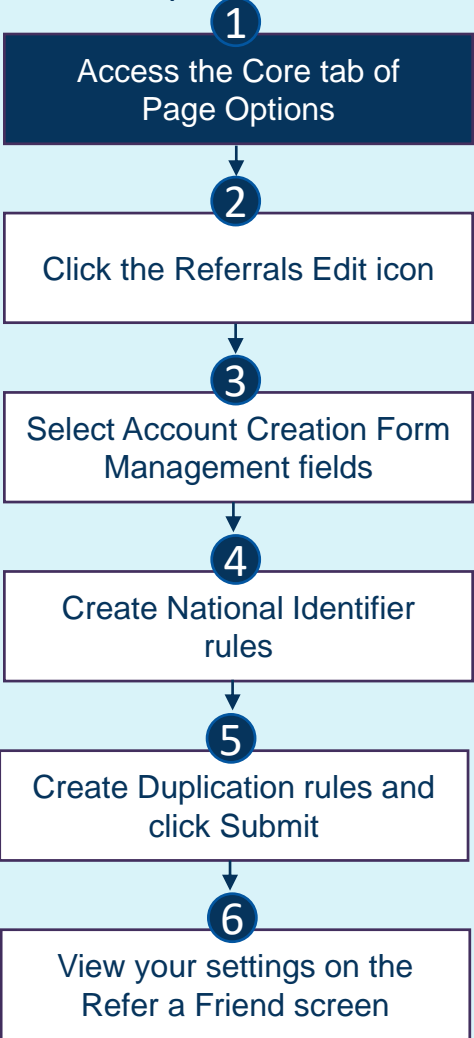 1
Access the Core tab of
Page Options
2
Click the Referrals Edit icon
3
Select Account Creation Form
Management fields
4
Create National Identifier
rules
5
Create Duplication rules and
click Submit
6
View your settings on the
Refer a Friend screen